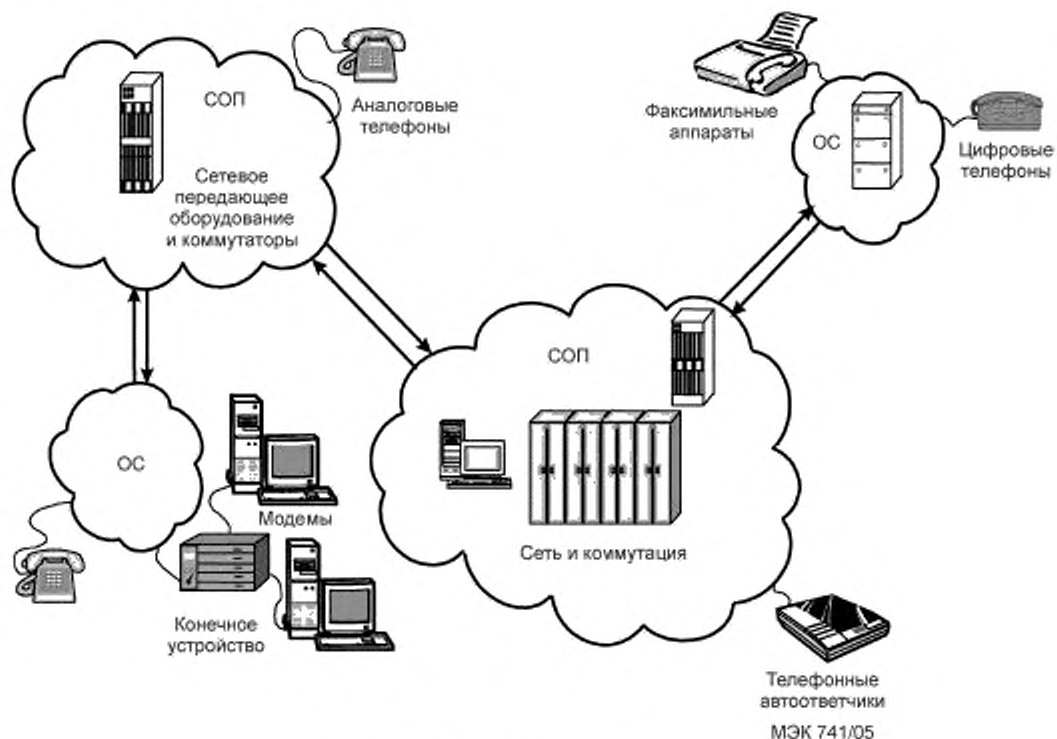 СОП
Сетевое
передающее
оборудование
и коммутаторы
Аналоговые
телефоны
Факсимильные
аппараты
ОС
Цифровые
телефоны
СОП
Сеть и коммутация
ОС
Модемы
Конечное
устройство
Телефонные
автоответчики
МЭК 741/05